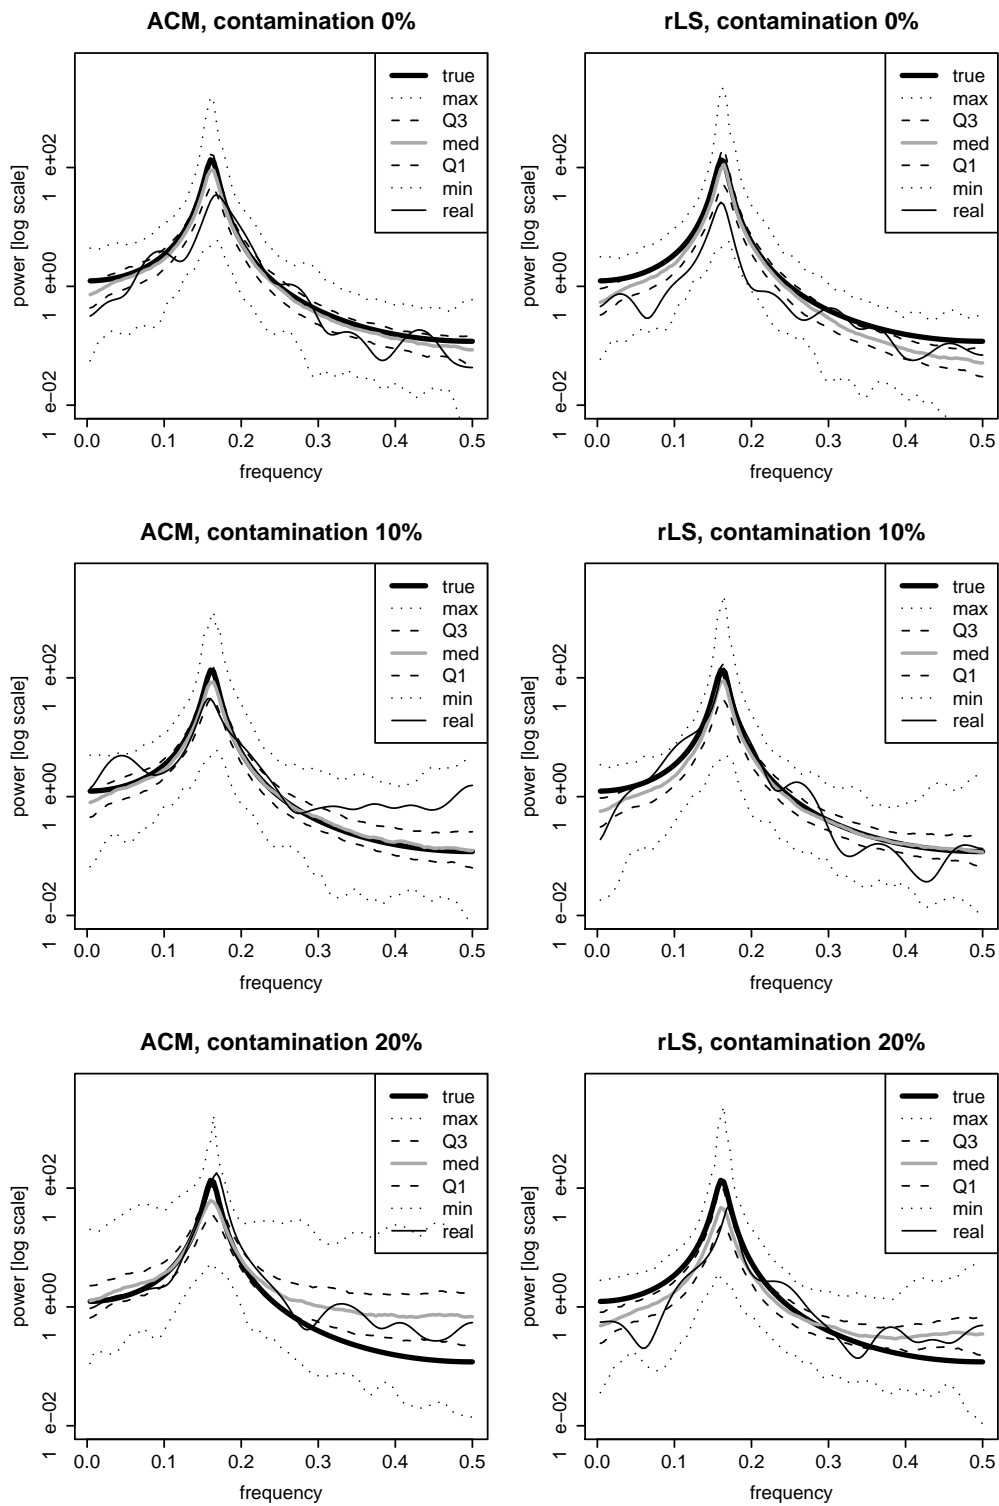 ACM, contamination 0%
true
max
Q3
med
Q1
min
real
power [log scale]
1 e−02
1 e+00
1 e+02
0.0 0.1 0.2 0.3 0.4 0.5
frequency
rLS, contamination 0%
true
max
Q3
med
Q1
min
real
power [log scale]
1 e−02
1 e+00
1 e+02
0.0 0.1 0.2 0.3 0.4 0.5
frequency
ACM, contamination 10%
true
max
Q3
med
Q1
min
real
power [log scale]
1 e−02
1 e+00
1 e+02
0.0 0.1 0.2 0.3 0.4 0.5
frequency
rLS, contamination 10%
true
max
Q3
med
Q1
min
real
power [log scale]
1 e−02
1 e+00
1 e+02
0.0 0.1 0.2 0.3 0.4 0.5
frequency
ACM, contamination 20%
true
max
Q3
med
Q1
min
real
power [log scale]
1 e−02
1 e+00
1 e+02
0.0 0.1 0.2 0.3 0.4 0.5
frequency
rLS, contamination 20%
true
max
Q3
med
Q1
min
real
power [log scale]
1 e−02
1 e+00
1 e+02
0.0 0.1 0.2 0.3 0.4 0.5
frequency